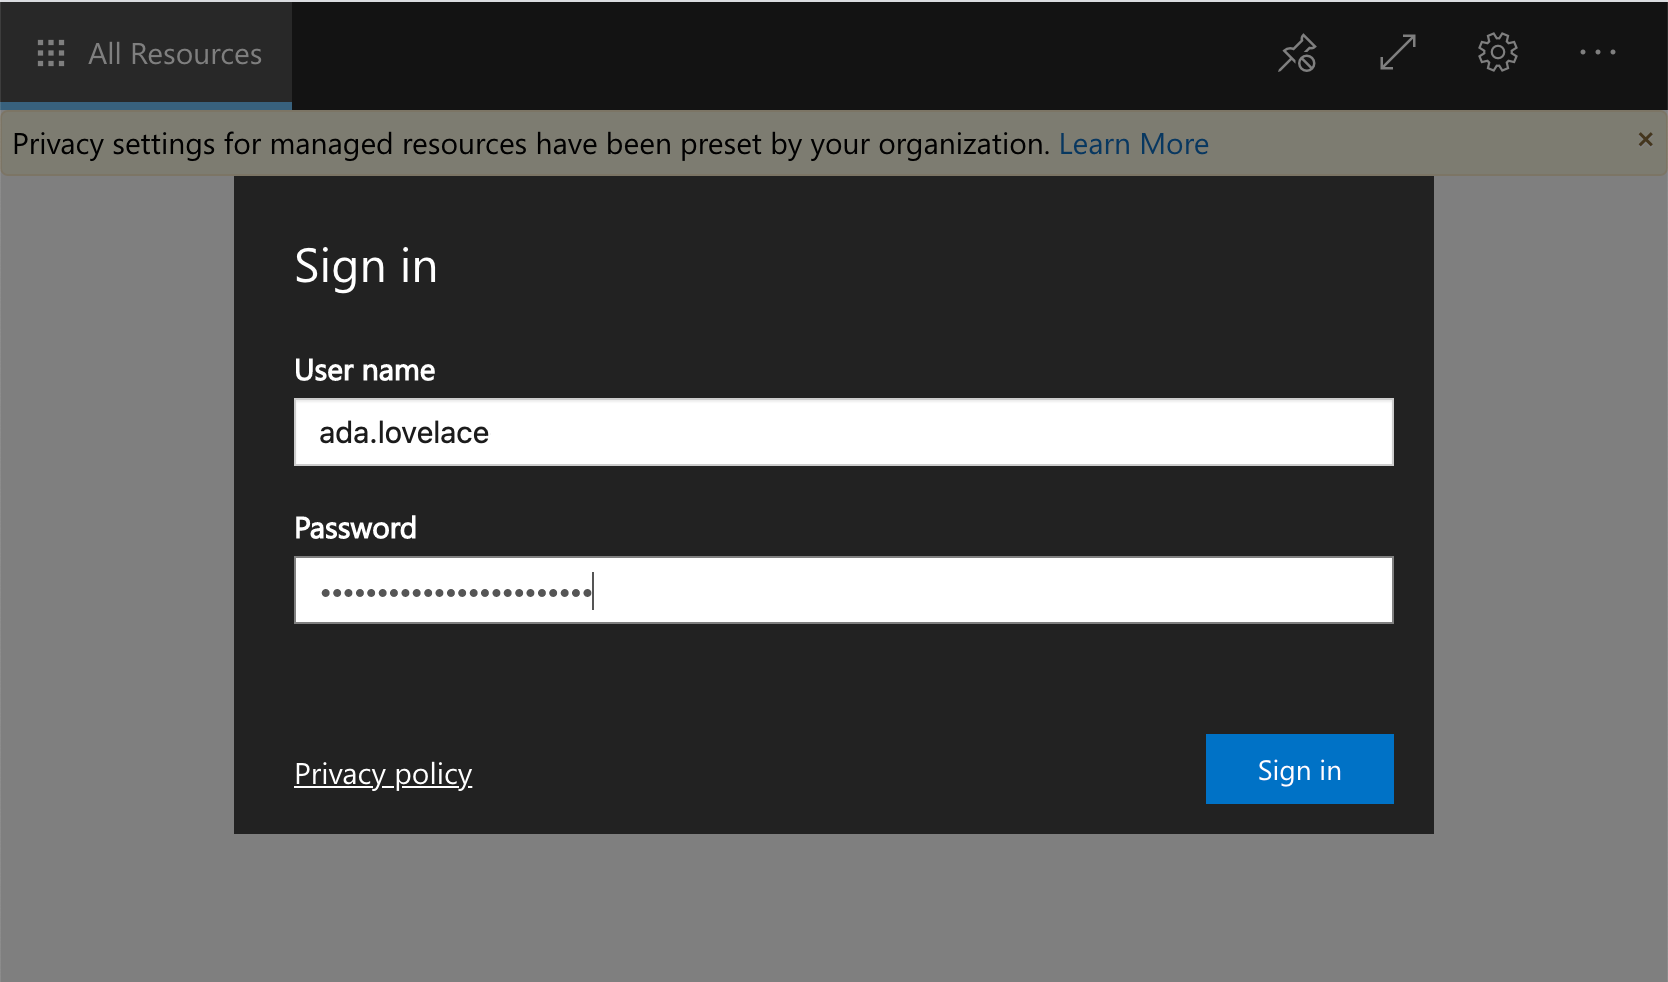 All Resources
Privacy settings for managed resources have been preset by your organization. Learn More
Sign in
User name
ada.lovelace
Password
••••••••••••••••••••••••
Privacy policy
Sign in